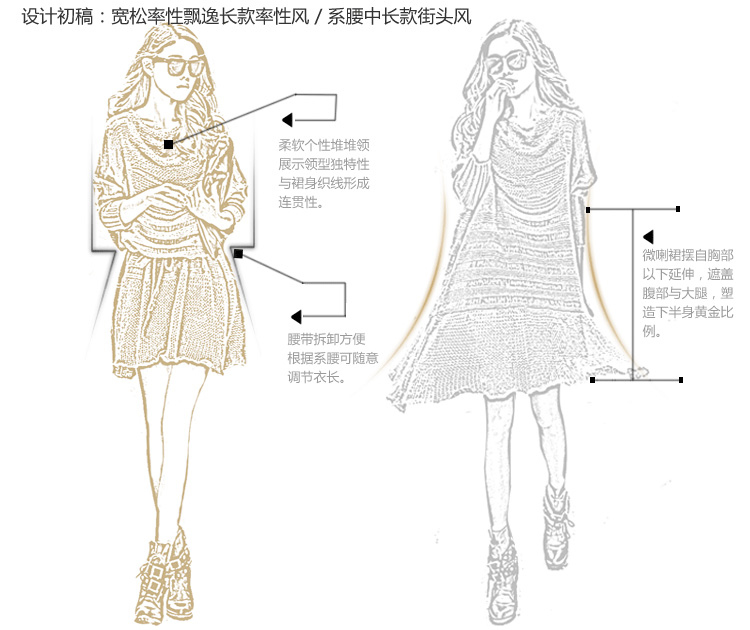 设计初稿：宽松率性飘逸长款率性风 / 系腰中长款街头风
柔软个性堆堆领
展示领型独特性
与裙身织线形成
连贯性。
微喇裙摆自胸部
以下延伸，遮盖
腹部与大腿，塑
造下半身黄金比
例。
腰带拆卸方便
根据系腰可随意
调节衣长。